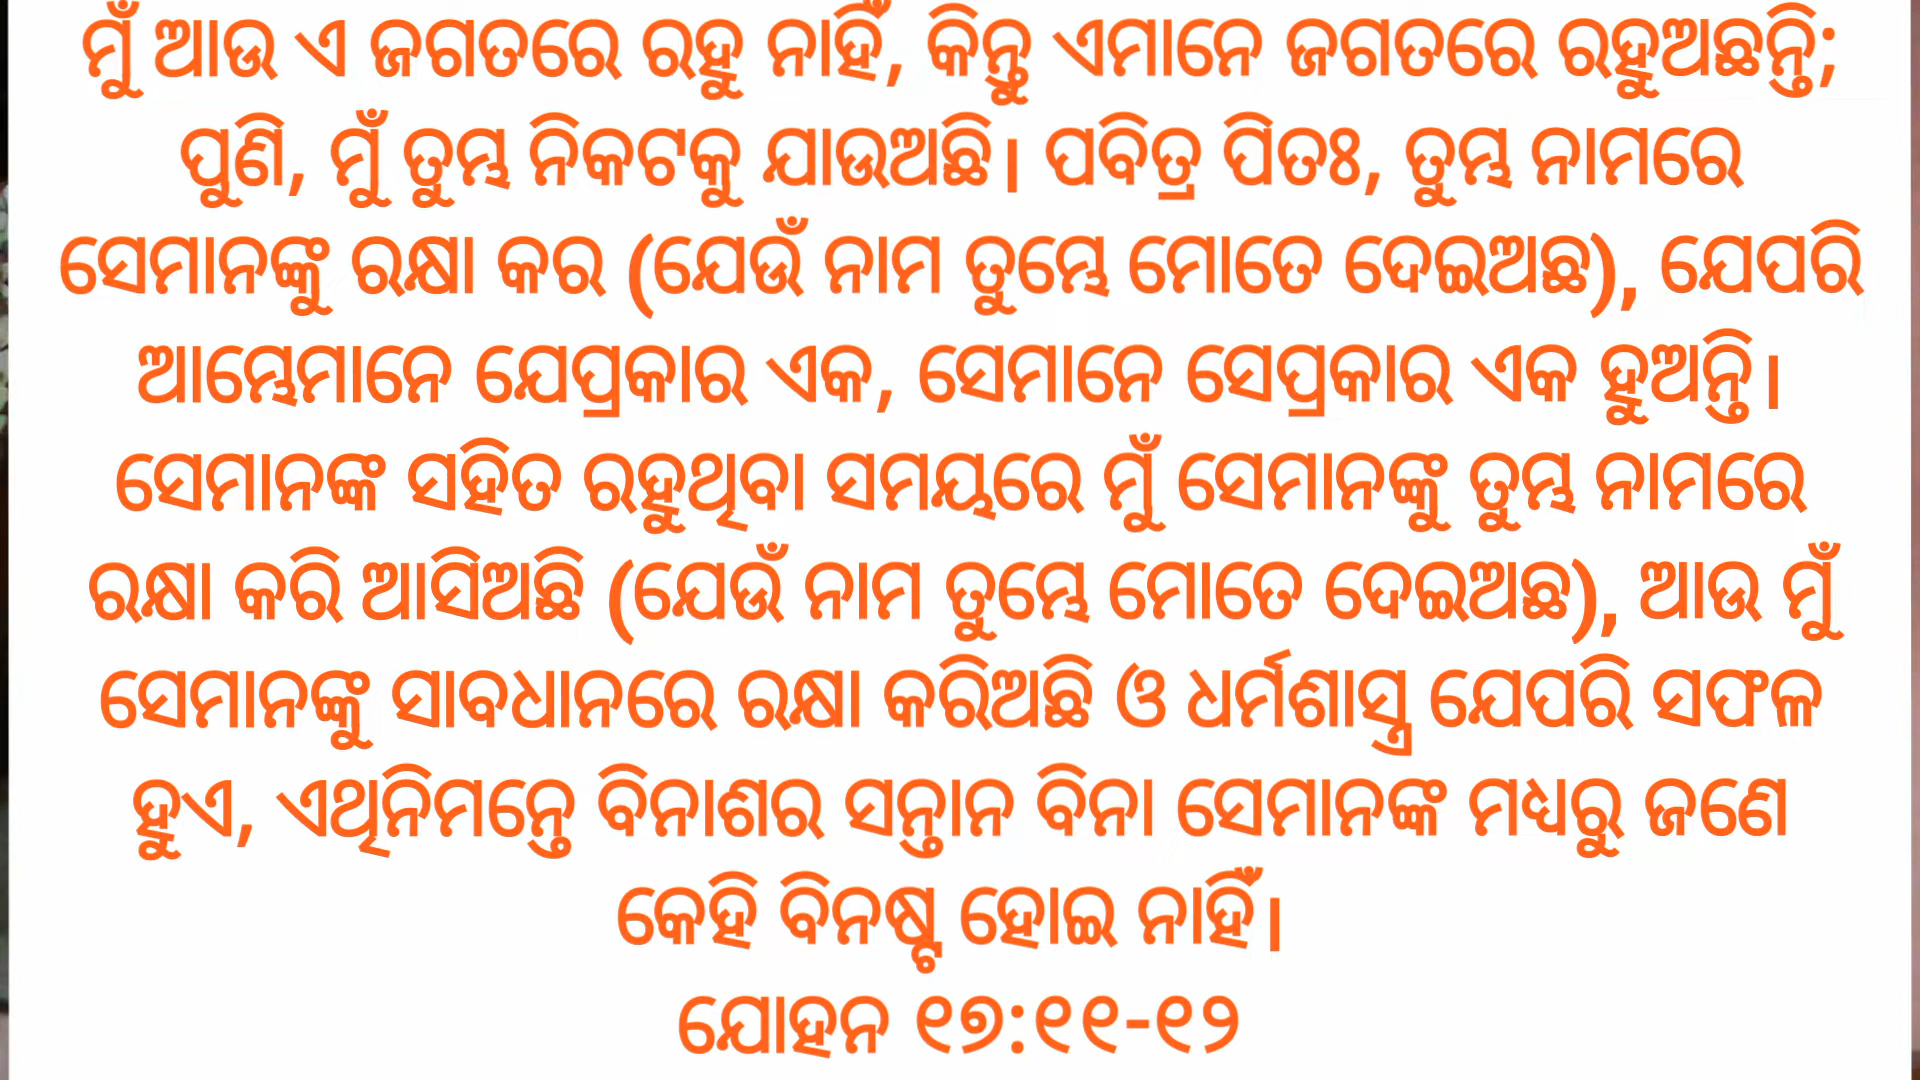 ମୁଁ ଆଉ ଏ ଜଗତରେ ରହୁ ନାହିଁ, କିନ୍ତୁ ଏମାନେ ଜଗତରେ ରହୁଅଛନ୍ତି;
ପୁଣି, ମୁଁ ତୁମ୍ଭ ନିକଟକୁ ଯାଉଅଛି। ପବିତ୍ର ପିତଃ, ତୁମ୍ଭ ନାମରେ
ସେମାନଙ୍କୁ ରକ୍ଷା କର (ଯେଉଁ ନାମ ତୁମ୍ଭେ ମୋତେ ଦେଇଅଛ), ଯେପରି
ଆମ୍ଭେମାନେ ଯେପ୍ରକାର ଏକ, ସେମାନେ ସେପ୍ରକାର ଏକ ହୁଅନ୍ତି।
ସେମାନଙ୍କ ସହିତ ରହୁଥିବା ସମୟରେ ମୁଁ ସେମାନଙ୍କୁ ତୁମ୍ଭ ନାମରେ
ରକ୍ଷା କରି ଆସିଅଛି (ଯେଉଁ ନାମ ତୁମ୍ଭେ ମୋତେ ଦେଇଅଛ), ଆଉ ମୁଁ
ସେମାନଙ୍କୁ ସାବଧାନରେ ରକ୍ଷା କରିଅଛି ଓ ଧର୍ମଶାସ୍ତ୍ର ଯେପରି ସଫଳ
ହୁଏ, ଏଥିନିମନ୍ତେ ବିନାଶର ସନ୍ତାନ ବିନା ସେମାନଙ୍କ ମଧ୍ୟରୁ ଜଣେ
କେହି ବିନଷ୍ଟ ହୋଇ ନାହିଁ।
ଯୋହନ ୧୭:୧୧-୧୨